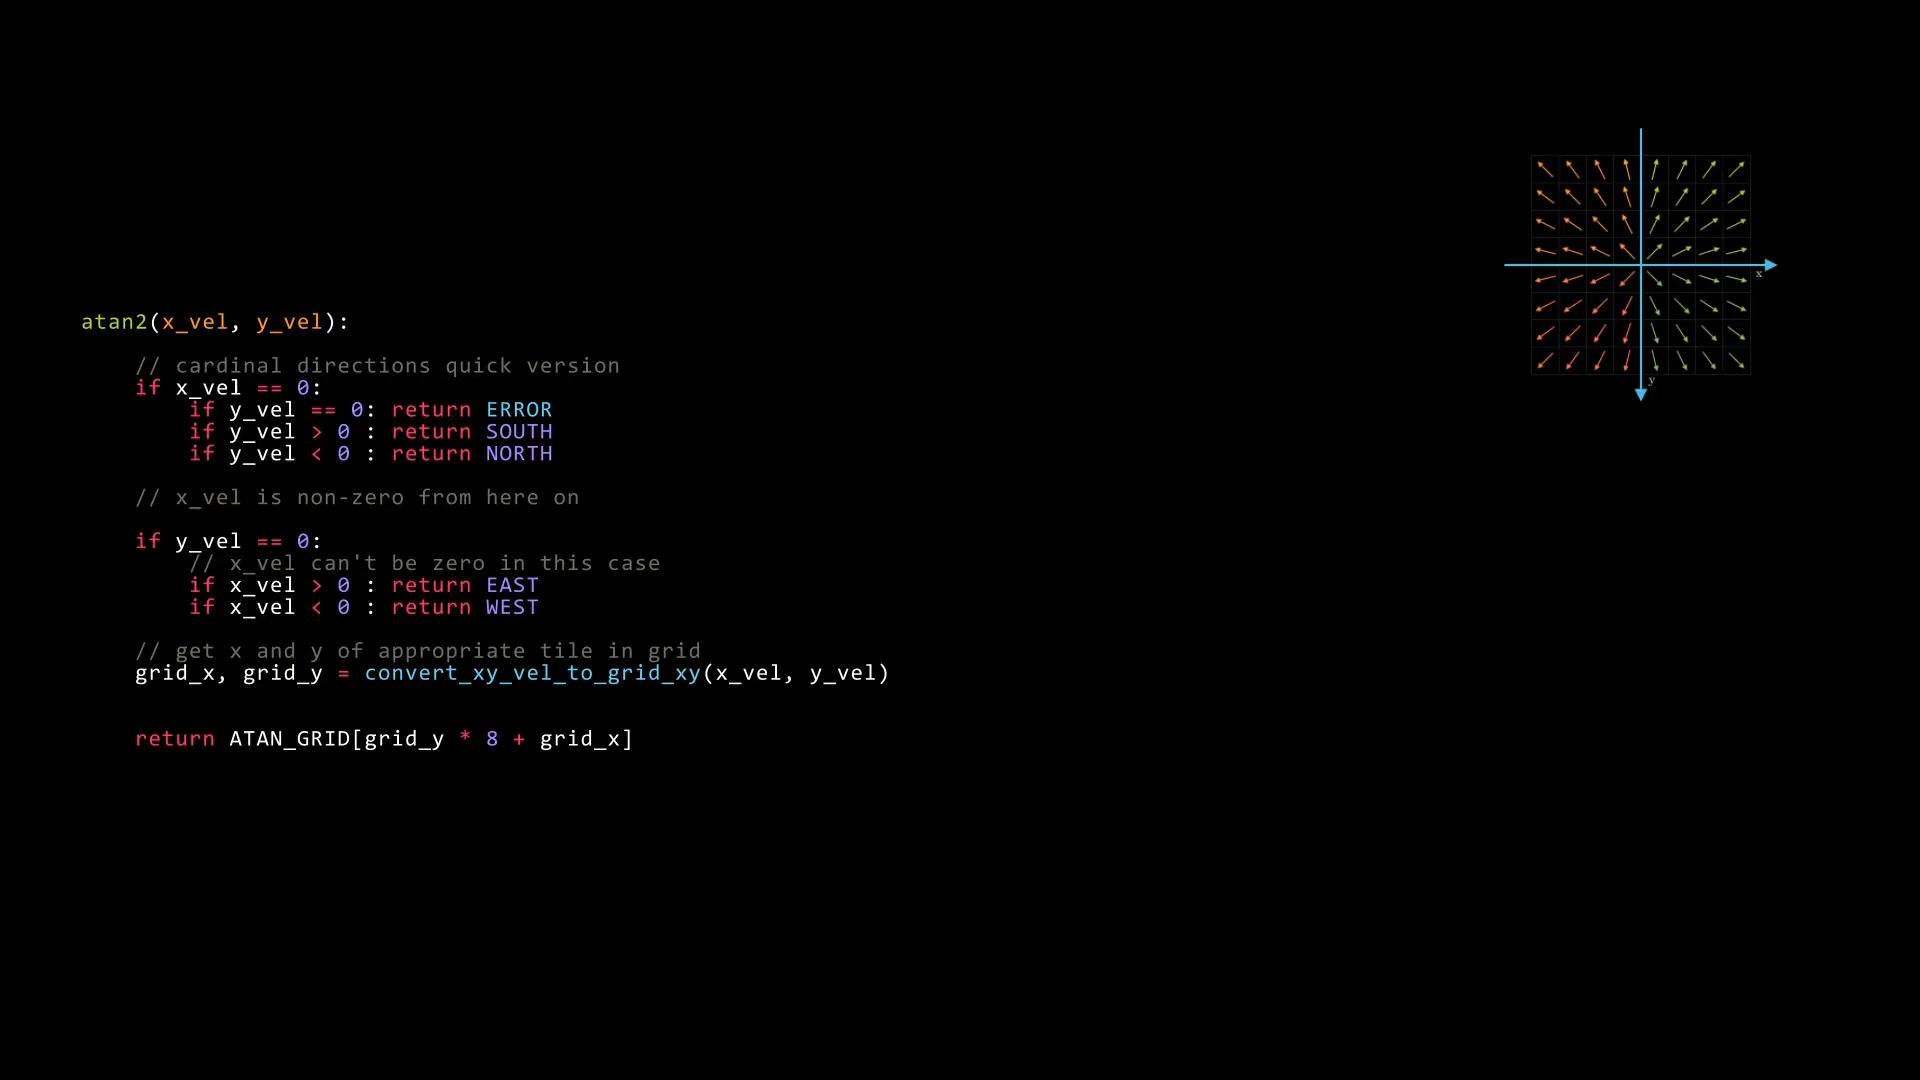 atan2(x_vel, y_vel):
// cardinal directions quick version
if x_vel == 0:
if y_vel == 0: return ERROR
if y_vel > 0 : return SOUTH
if y_vel < 0 : return NORTH
// x_vel is non-zero from here on
if y_vel == 0:
// x_vel can't be zero in this case
if x_vel > 0 : return EAST
if x_vel < 0 : return WEST
// get x and y of appropriate tile in grid
grid_x, grid_y = convert_xy_vel_to_grid_xy(x_vel, y_vel)
return ATAN_GRID[grid_y * 8 + grid_x]
x
y